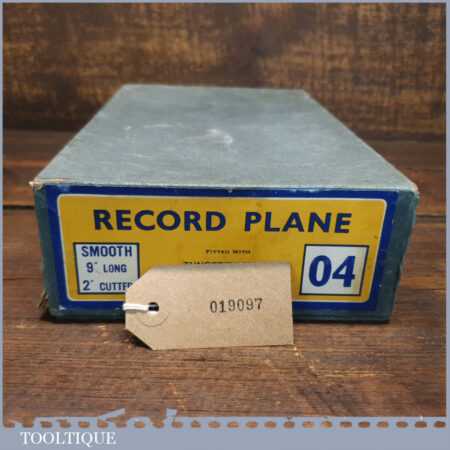 RECORD PLANE
SMOOTH
9" LONG
2" CUTTER
FITTED WITH
04
019097
TOOLTIQUE